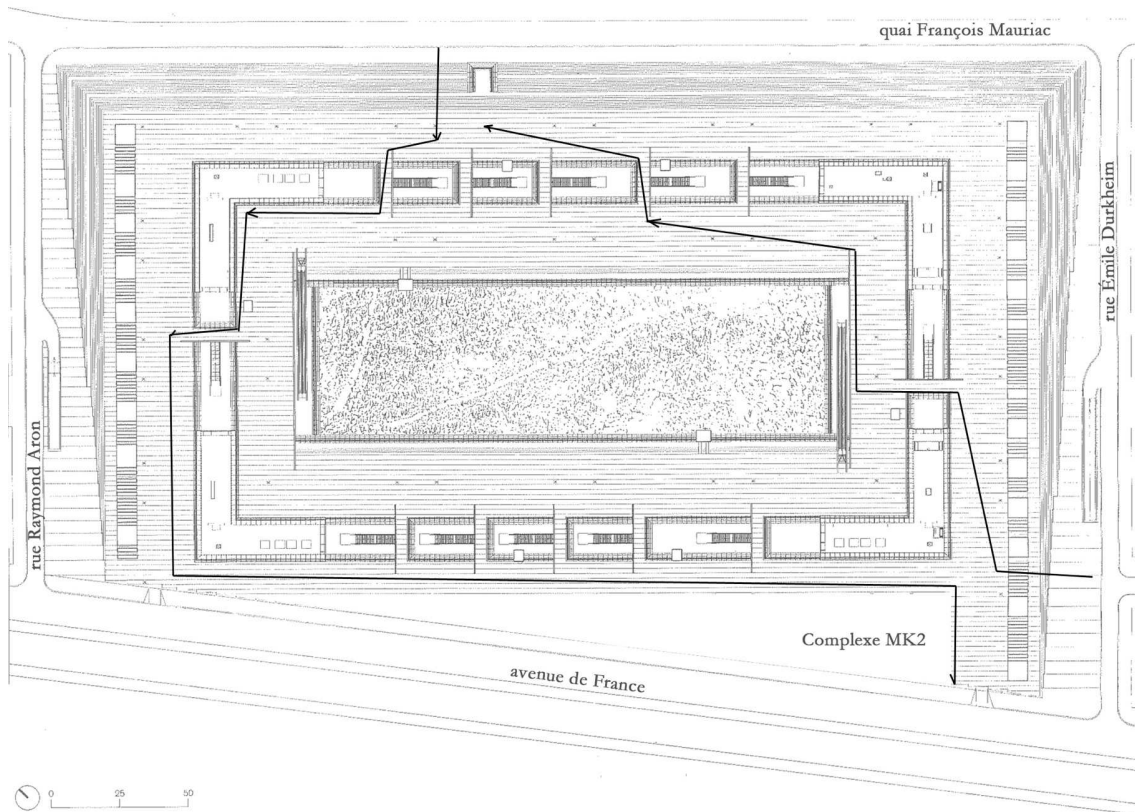 quai François Mauriac
rue Émile Durkheim
rue Raymond Aron
Complexe MK2
avenue de France
0 25 50